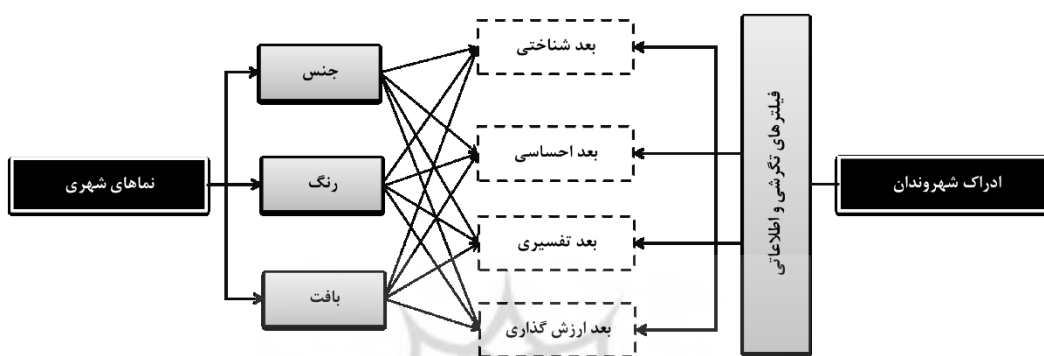 ادراک شهروندان
فیلترهای نگرشی و اطلاعاتی
بعد شناختی
بعد احساسی
بعد تفسیری
بعد ارزش گذاری
جنس
رنگ
بافت
نماهای شهری